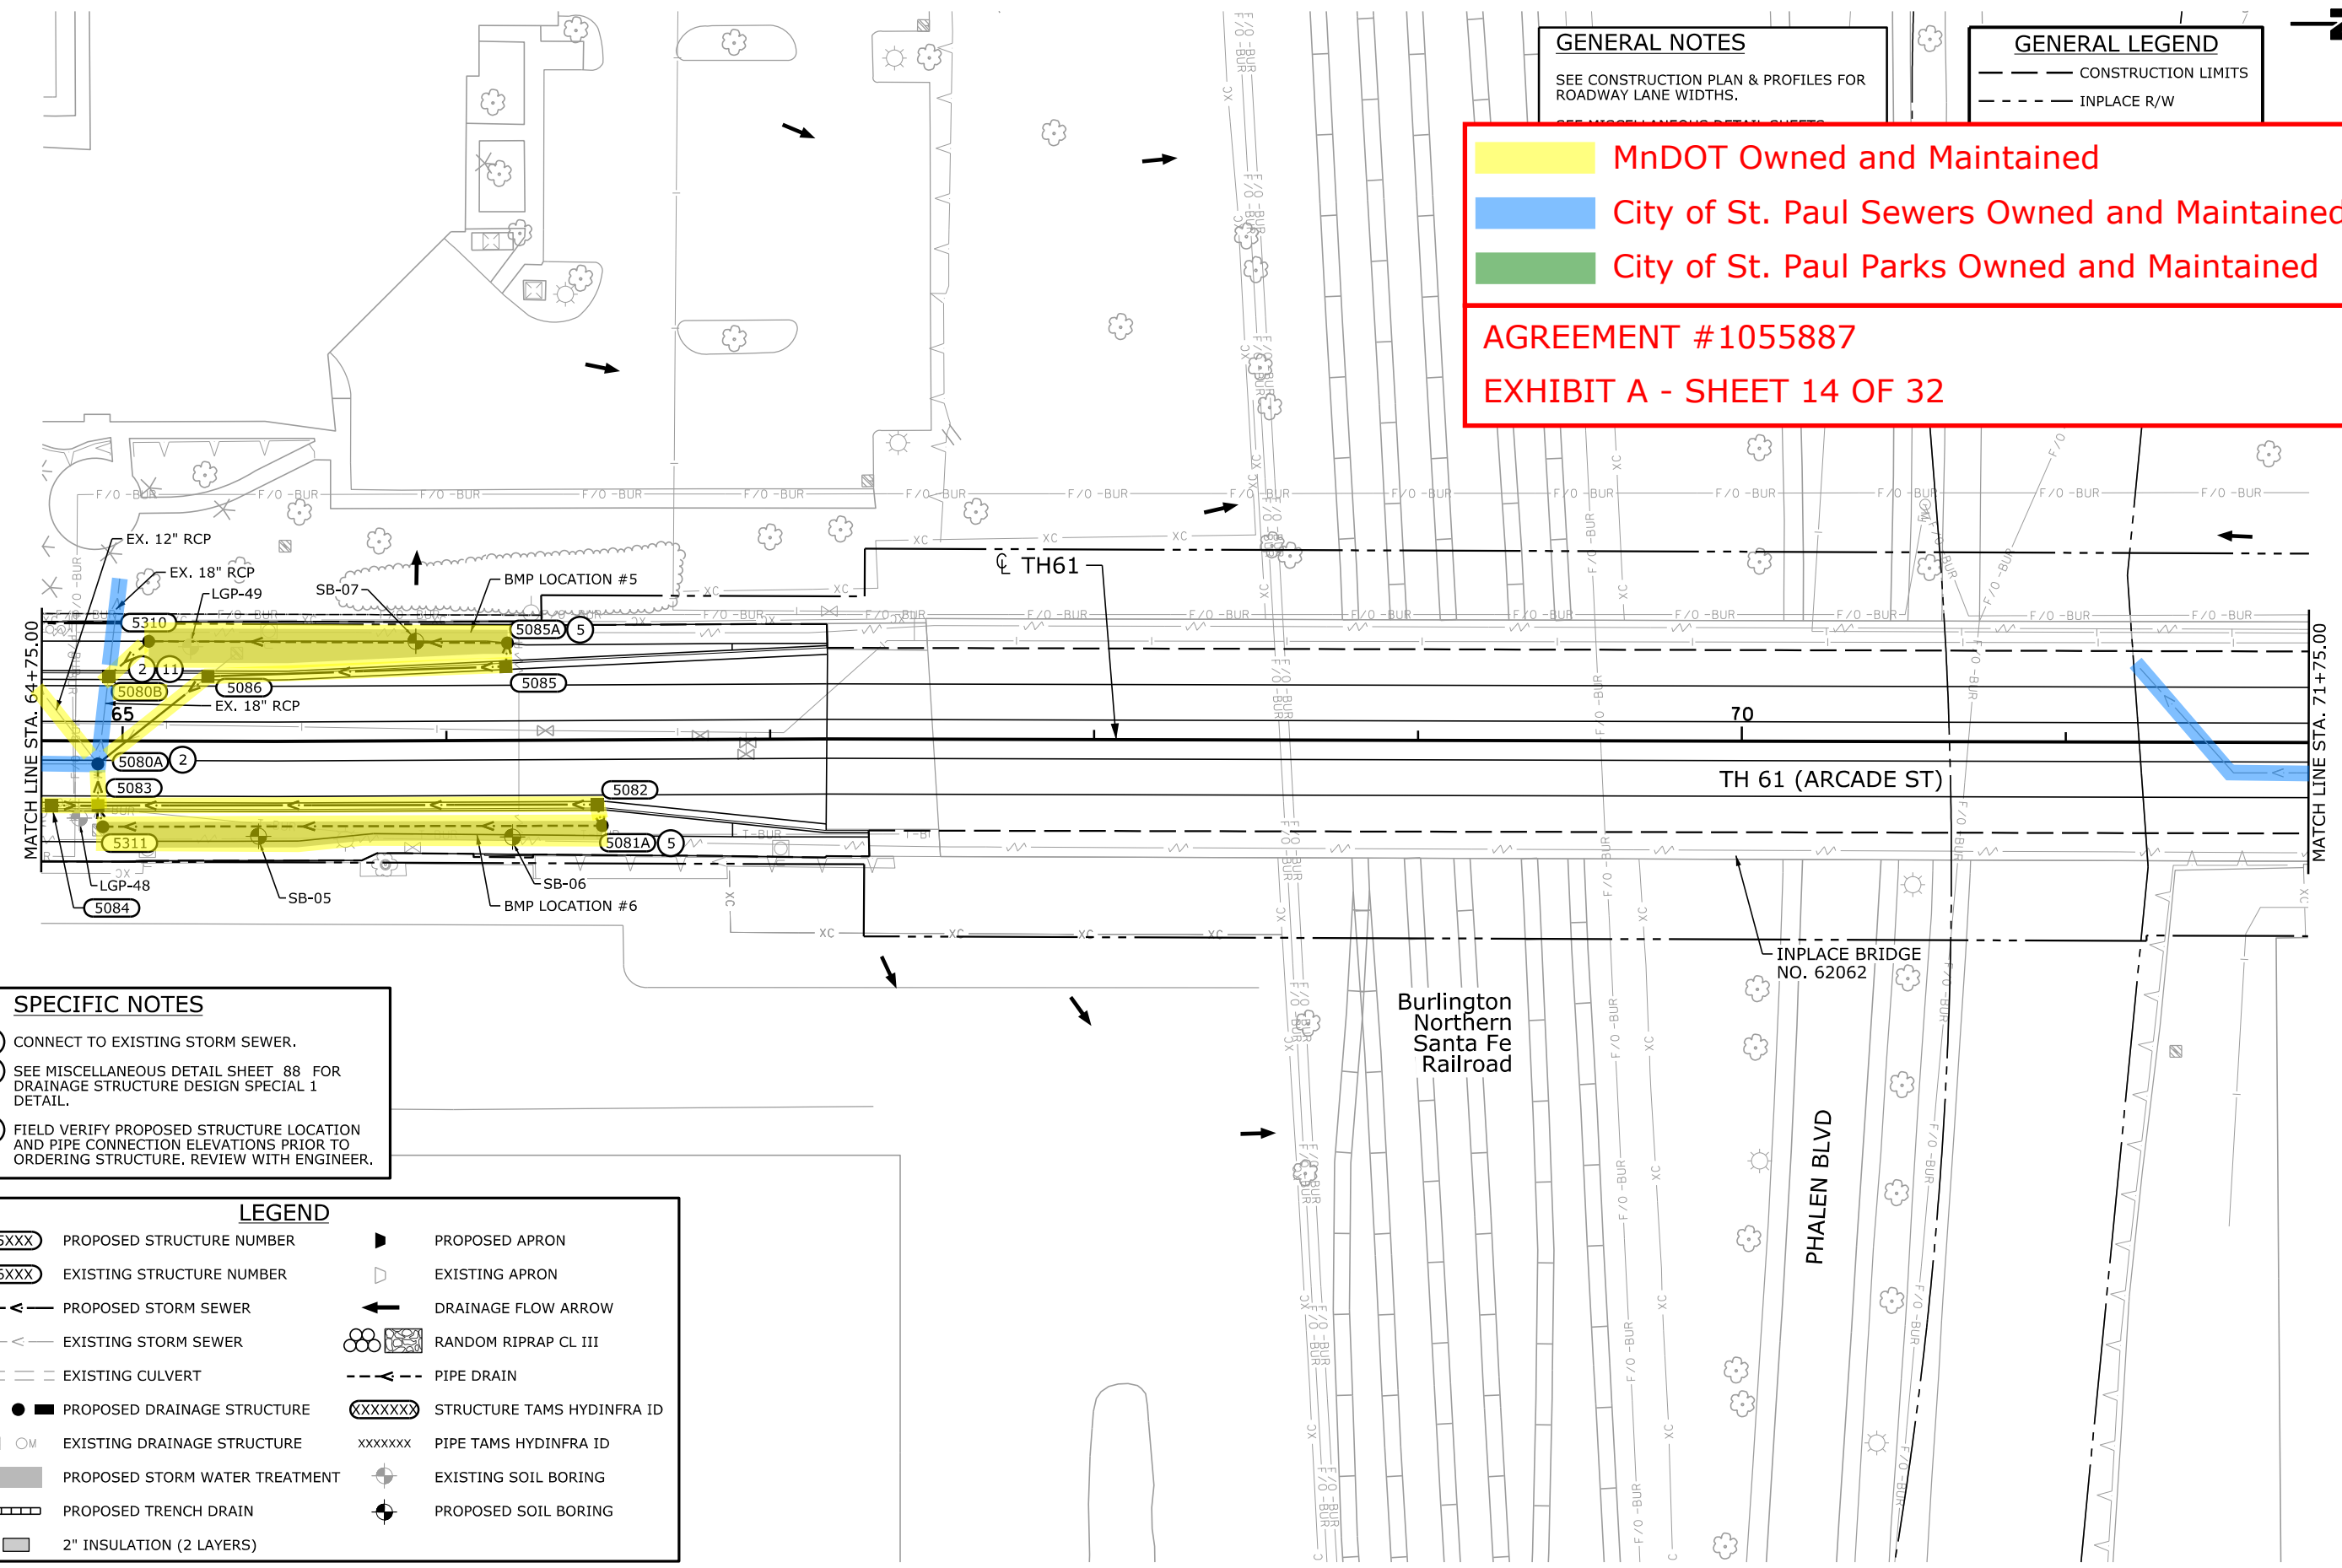 GENERAL NOTES
SEE CONSTRUCTION PLAN & PROFILES FOR
ROADWAY LANE WIDTHS.
SEE MISCELLANEOUS DETAIL SHEETS
GENERAL LEGEND
CONSTRUCTION LIMITS
INPLACE R/W
MnDOT Owned and Maintained
City of St. Paul Sewers Owned and Maintained
City of St. Paul Parks Owned and Maintained
AGREEMENT #1055887
EXHIBIT A - SHEET 14 OF 32
EX. 12" RCP
EX. 18" RCP
LGP-49
SB-07
BMP LOCATION #5
℄ TH61
5310
5085A 5
2 11
5080B
5086
5085
EX. 18" RCP
65
70
5080A 2
5083
5082
TH 61 (ARCADE ST)
5311
5081A 5
LGP-48
5084
SB-05
SB-06
BMP LOCATION #6
MATCH LINE STA. 64+75.00
MATCH LINE STA. 71+75.00
INPLACE BRIDGE
NO. 62062
Burlington
Northern
Santa Fe
Railroad
PHALEN BLVD
F/O -BUR
XC
T-BUR
SPECIFIC NOTES
CONNECT TO EXISTING STORM SEWER.
SEE MISCELLANEOUS DETAIL SHEET 88 FOR
DRAINAGE STRUCTURE DESIGN SPECIAL 1
DETAIL.
FIELD VERIFY PROPOSED STRUCTURE LOCATION
AND PIPE CONNECTION ELEVATIONS PRIOR TO
ORDERING STRUCTURE. REVIEW WITH ENGINEER.
LEGEND
PROPOSED STRUCTURE NUMBER
EXISTING STRUCTURE NUMBER
PROPOSED STORM SEWER
EXISTING STORM SEWER
EXISTING CULVERT
PROPOSED DRAINAGE STRUCTURE
EXISTING DRAINAGE STRUCTURE
PROPOSED STORM WATER TREATMENT
PROPOSED TRENCH DRAIN
2" INSULATION (2 LAYERS)
PROPOSED APRON
EXISTING APRON
DRAINAGE FLOW ARROW
RANDOM RIPRAP CL III
PIPE DRAIN
XXXXXXX STRUCTURE TAMS HYDINFRA ID
XXXXXXX PIPE TAMS HYDINFRA ID
EXISTING SOIL BORING
PROPOSED SOIL BORING